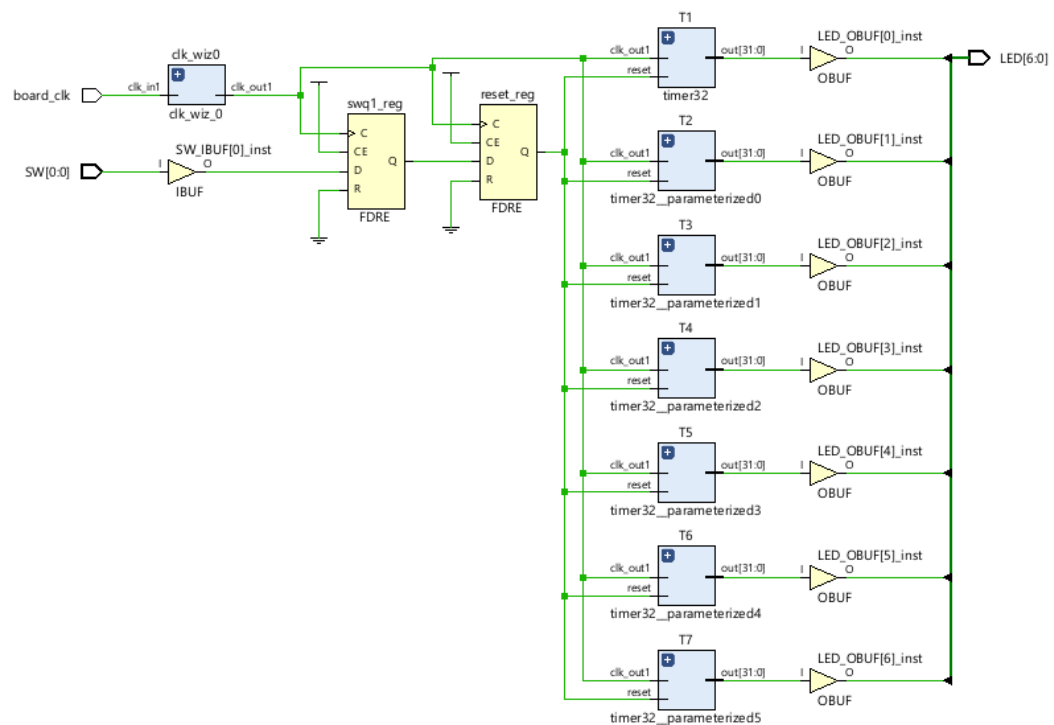 clk_wiz0
board_clk
clk_in1
clk_out1
clk_wiz_0
SW[0:0]
SW_IBUF[0]_inst
I
O
IBUF
swq1_reg
C
CE
D
R
Q
FDRE
reset_reg
C
CE
D
R
Q
FDRE
T1
clk_out1
reset
out[31:0]
timer32
LED_OBUF[0]_inst
I
O
OBUF
LED[6:0]
T2
clk_out1
reset
out[31:0]
timer32__parameterized0
LED_OBUF[1]_inst
I
O
OBUF
T3
clk_out1
reset
out[31:0]
timer32__parameterized1
LED_OBUF[2]_inst
I
O
OBUF
T4
clk_out1
reset
out[31:0]
timer32__parameterized2
LED_OBUF[3]_inst
I
O
OBUF
T5
clk_out1
reset
out[31:0]
timer32__parameterized3
LED_OBUF[4]_inst
I
O
OBUF
T6
clk_out1
reset
out[31:0]
timer32__parameterized4
LED_OBUF[5]_inst
I
O
OBUF
T7
clk_out1
reset
out[31:0]
timer32__parameterized5
LED_OBUF[6]_inst
I
O
OBUF